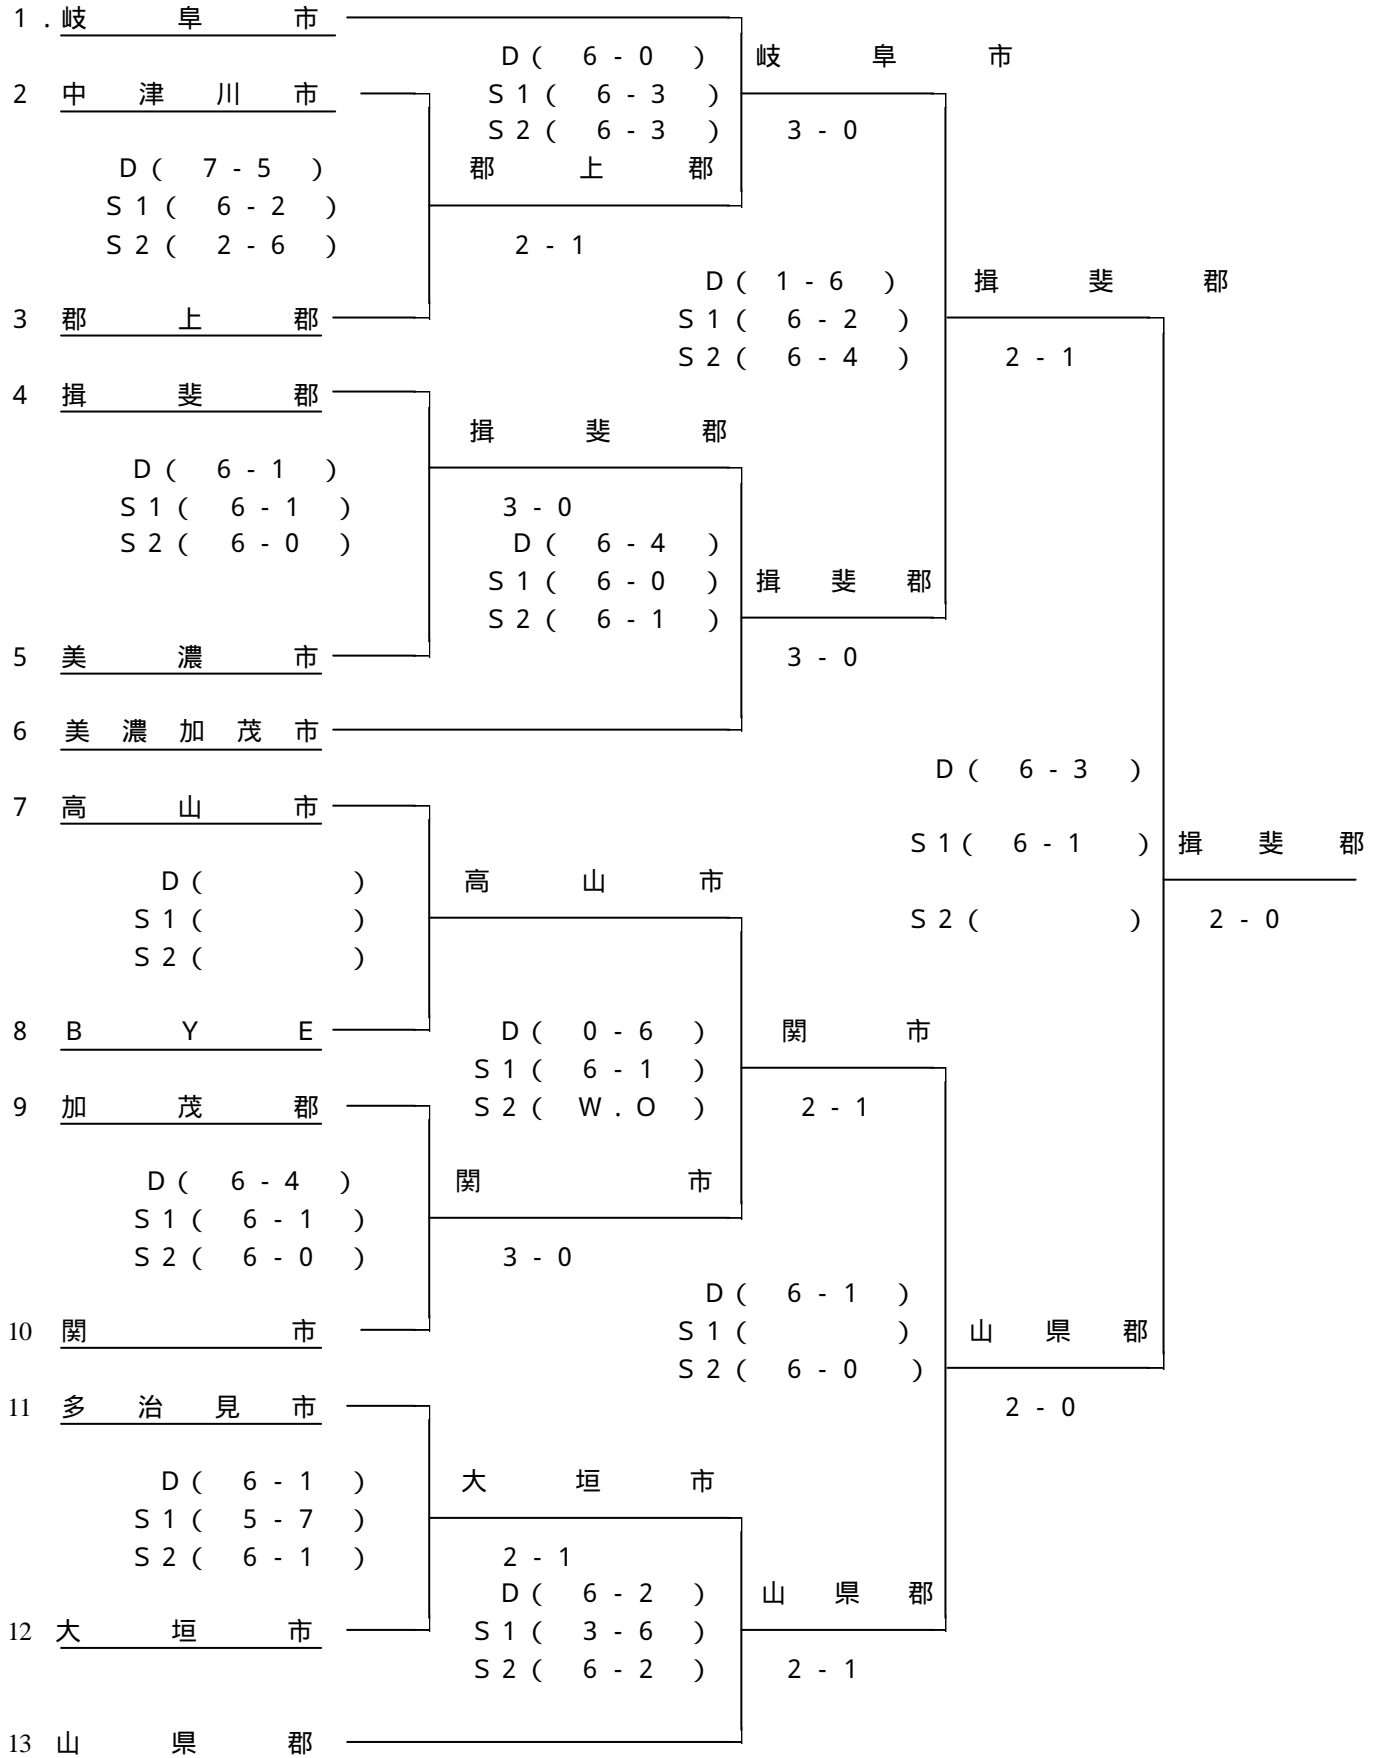 1.岐阜市
D( 6-0 ) 岐阜市
2 中津川市 S1( 6-3 )
S2( 6-3 ) 3-0
D( 7-5 ) 郡上郡
S1( 6-2 )
S2( 2-6 ) 2-1
D( 1-6 ) 揖斐郡
3 郡上郡 S1( 6-2 )
S2( 6-4 ) 2-1
4 揖斐郡
揖斐郡
D( 6-1 )
S1( 6-1 ) 3-0
S2( 6-0 ) D( 6-4 )
S1( 6-0 ) 揖斐郡
S2( 6-1 )
5 美濃市 3-0
6 美濃加茂市
D( 6-3 )
7 高山市
S1( 6-1 ) 揖斐郡
D( ) 高山市
S1( ) S2( ) 2-0
S2( )
8 BYE D( 0-6 ) 関市
S1( 6-1 )
9 加茂郡 S2( W.O ) 2-1
D( 6-4 ) 関市
S1( 6-1 )
S2( 6-0 ) 3-0
D( 6-1 )
10 関市 S1( ) 山県郡
S2( 6-0 )
11 多治見市 2-0
D( 6-1 ) 大垣市
S1( 5-7 )
S2( 6-1 ) 2-1
D( 6-2 ) 山県郡
12 大垣市 S1( 3-6 )
S2( 6-2 ) 2-1
13 山県郡